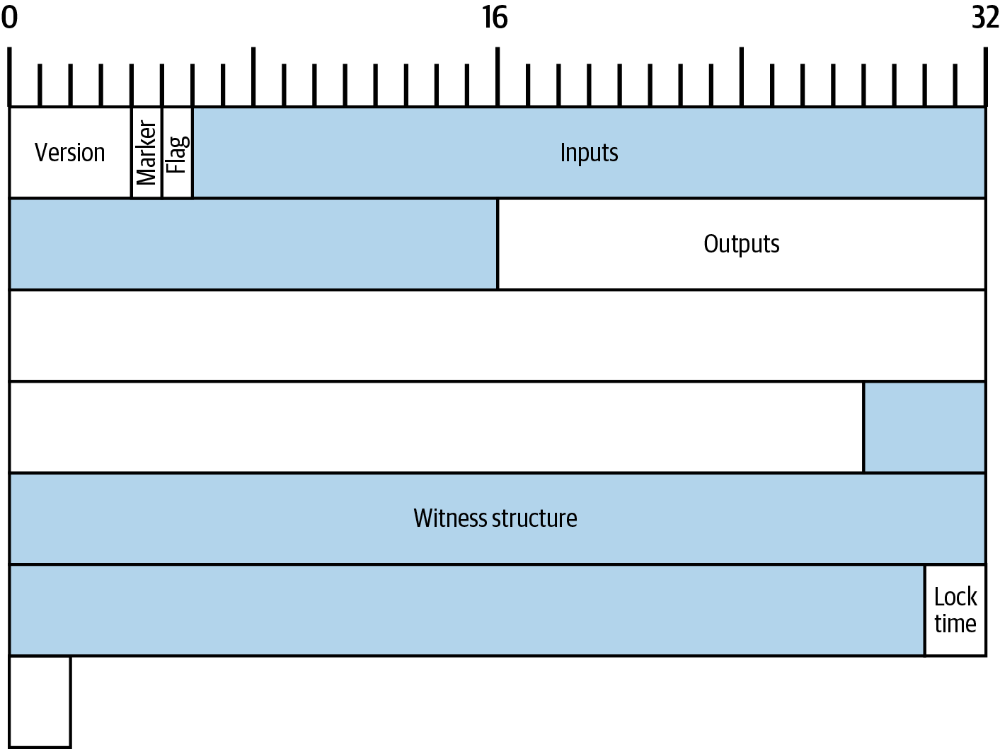 0 16 32
Version Marker Flag Inputs
Outputs
Witness structure
Lock
time